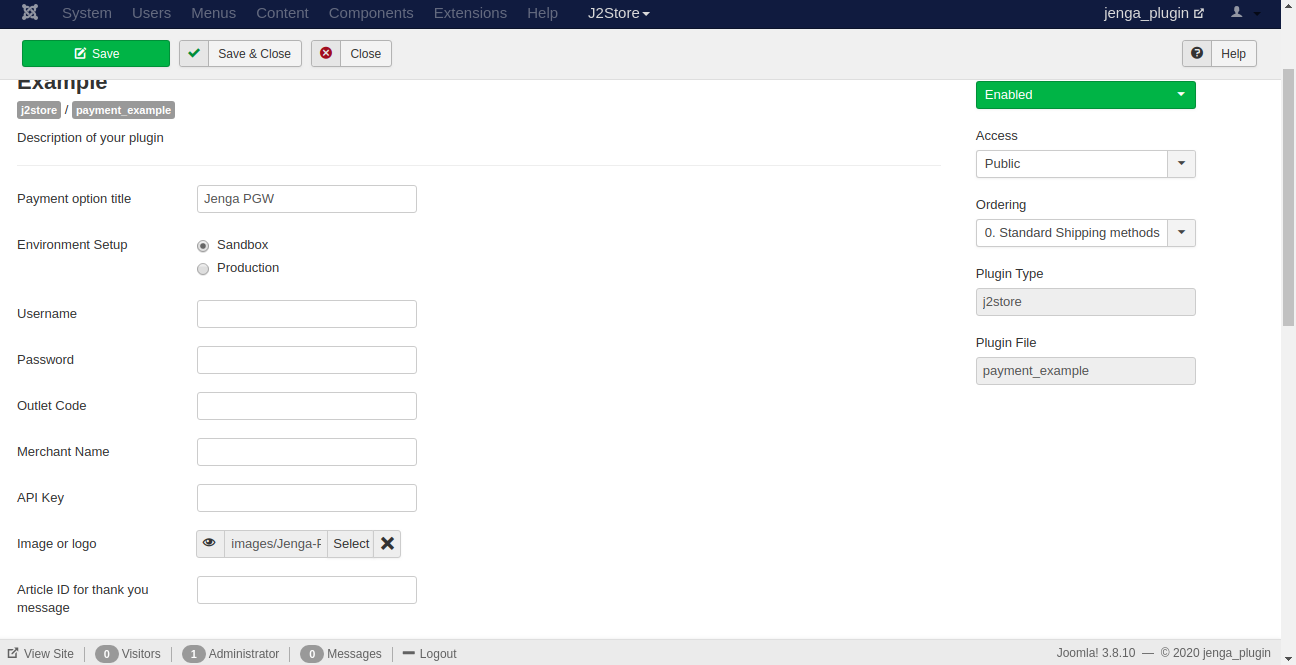 System Users Menus Content Components Extensions Help J2Store jenga_plugin
Save Save & Close Close Help
Example
j2store / payment_example
Description of your plugin
Payment option title Jenga PGW
Environment Setup Sandbox
Production
Username
Password
Outlet Code
Merchant Name
API Key
Image or logo images/Jenga-P Select
Article ID for thank you
message
Enabled
Access
Public
Ordering
0. Standard Shipping methods
Plugin Type
j2store
Plugin File
payment_example
View Site 0 Visitors 1 Administrator 0 Messages Logout Joomla! 3.8.10 — © 2020 jenga_plugin